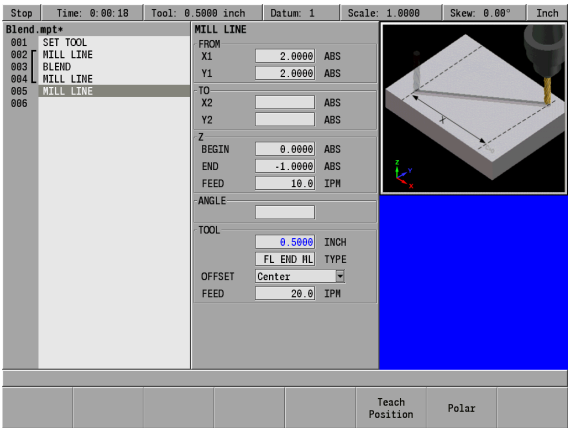 Stop Time: 0:00:18 Tool: 0.5000 inch Datum: 1 Scale: 1.0000 Skew: 0.00° Inch
Blend.mpt*
001 SET TOOL
002 MILL LINE
003 BLEND
004 MILL LINE
005 MILL LINE
006
MILL LINE
FROM
X1 2.0000 ABS
Y1 2.0000 ABS
TO
X2 ABS
Y2 ABS
Z
BEGIN 0.0000 ABS
END -1.0000 ABS
FEED 10.0 IPM
ANGLE
TOOL
0.5000 INCH
FL END ML TYPE
OFFSET Center
FEED 20.0 IPM
X
Z
Y
X
Teach
Position
Polar